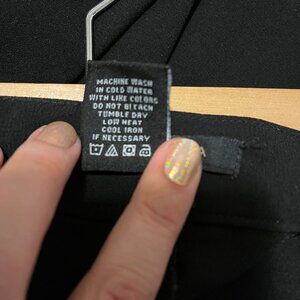 MACHINE WASH
IN COLD WATER
WITH LIKE COLORS
DO NOT BLEACH
TUMBLE DRY
LOW HEAT
COOL IRON
IF NECESSARY